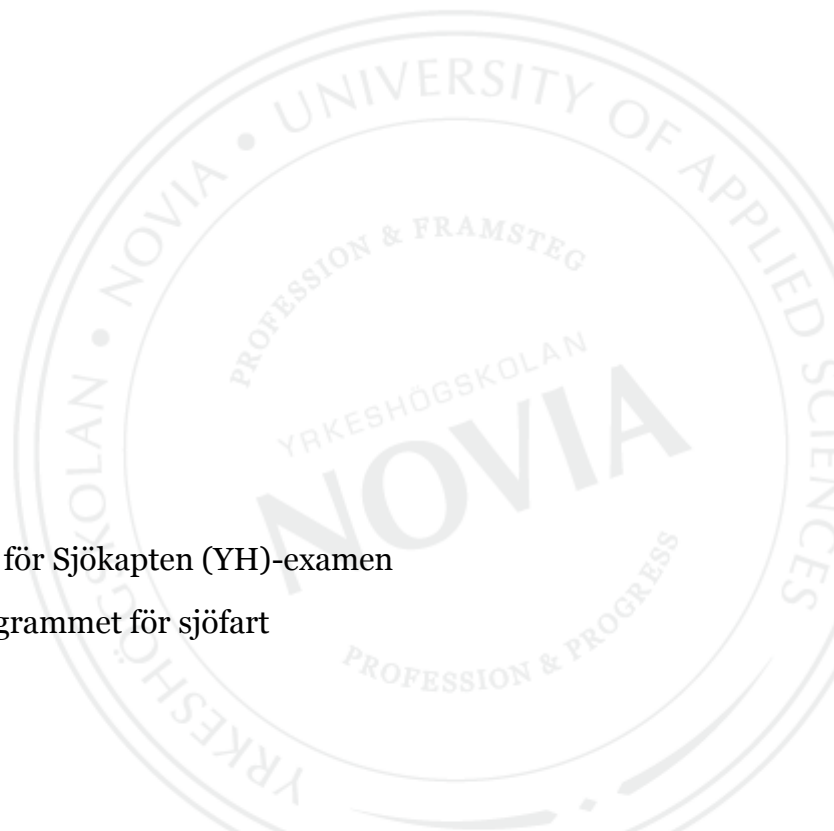 UNIVERSITY OF APPLIED SCIENCES
YRKESHÖGSKOLAN • NOVIA •
PROFESSION & FRAMSTEG
YRKESHÖGSKOLAN
NOVIA
för Sjökapten (YH)-examen
grammet för sjöfart
PROFESSION & PROGRESS